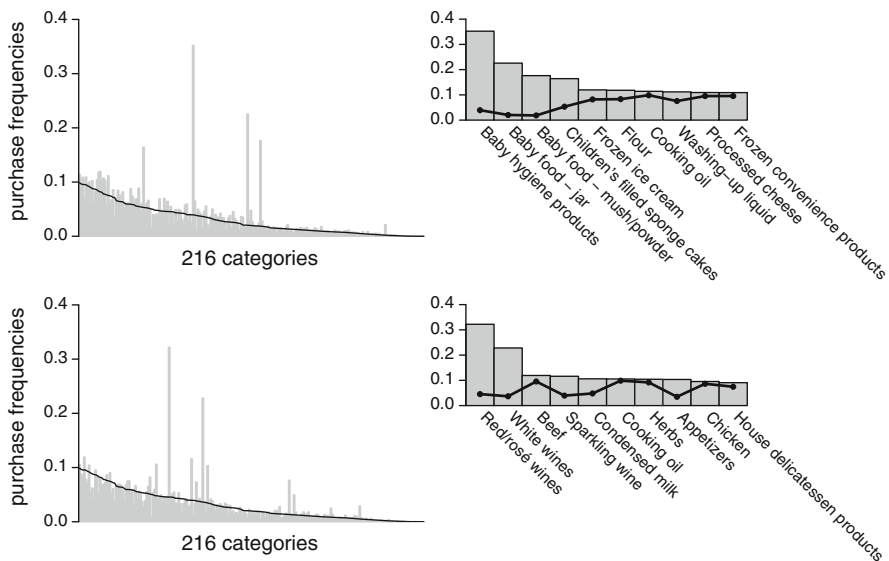 purchase frequencies
0.4
0.3
0.2
0.1
0.0
216 categories
0.4
0.3
0.2
0.1
0.0
Baby hygiene products
Baby food – jar
Baby food – mush/powder
Children's filled sponge cakes
Frozen ice cream
Flour
Cooking oil
Washing–up liquid
Processed cheese
Frozen convenience products
purchase frequencies
0.4
0.3
0.2
0.1
0.0
216 categories
0.4
0.3
0.2
0.1
0.0
Red/rosé wines
White wines
Beef
Sparkling wine
Condensed milk
Cooking oil
Herbs
Appetizers
Chicken
House delicatessen products